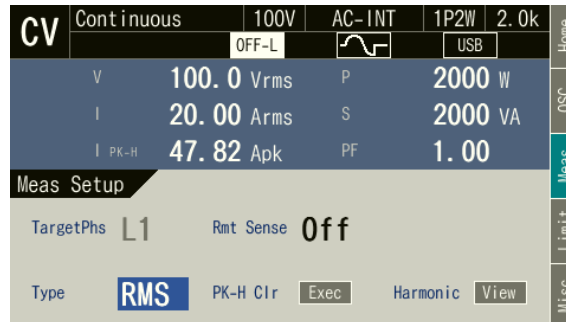 CV Continuous 100V AC-INT 1P2W 2.0k
OFF-L USB
V 100.0 Vrms P 2000 W
I 20.00 Arms S 2000 VA
I PK-H 47.82 Apk PF 1.00
Meas Setup
TargetPhs L1 Rmt Sense Off
Type RMS PK-H Clr Exec Harmonic View
Home
OSC
Meas
Limit
Misc